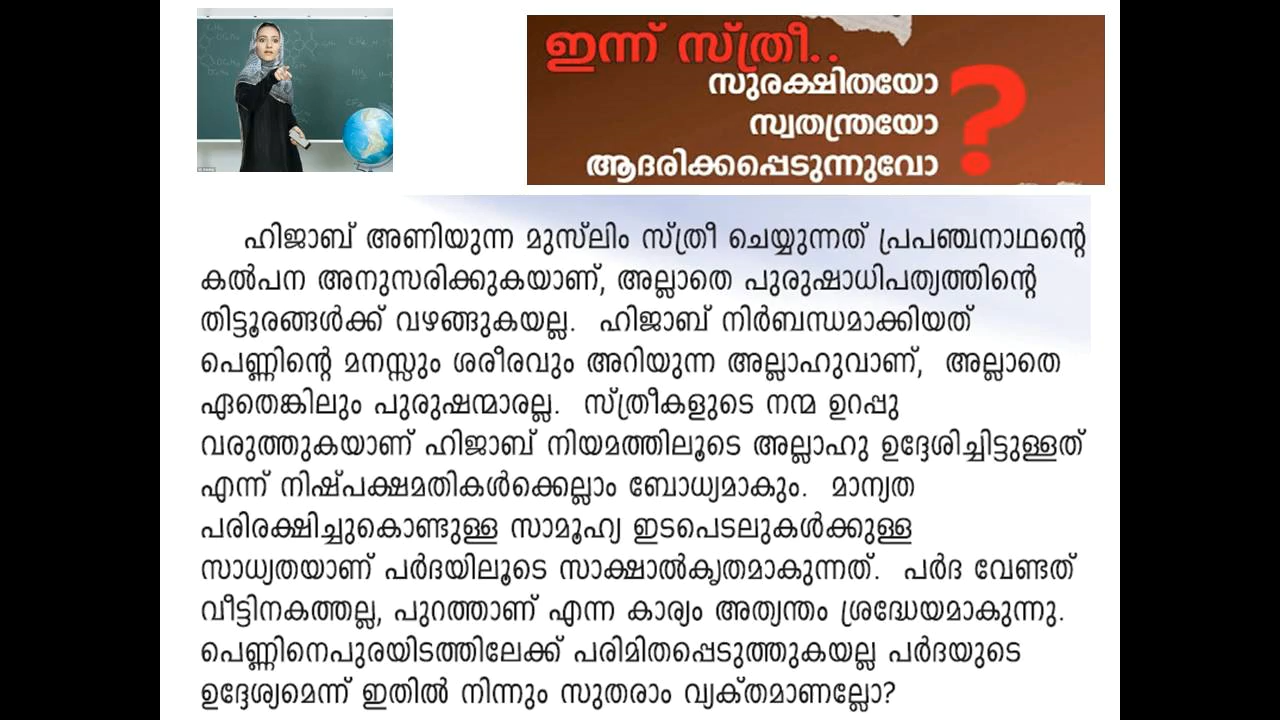 ഇന്ന് സ്ത്രീ..
സുരക്ഷിതയോ
സ്വതന്ത്രയോ
ആദരിക്കപ്പെടുന്നുവോ
?
ഹിജാബ് അണിയുന്ന മുസ്‌ലിം സ്ത്രീ ചെയ്യുന്നത് പ്രപഞ്ചനാഥന്റെ
കൽപന അനുസരിക്കുകയാണ്, അല്ലാതെ പുരുഷാധിപത്യത്തിന്റെ
തിട്ടൂരങ്ങൾക്ക് വഴങ്ങുകയല്ല. ഹിജാബ് നിർബന്ധമാക്കിയത്
പെണ്ണിന്റെ മനസ്സും ശരീരവും അറിയുന്ന അല്ലാഹുവാണ്, അല്ലാതെ
ഏതെങ്കിലും പുരുഷന്മാരല്ല. സ്ത്രീകളുടെ നന്മ ഉറപ്പു
വരുത്തുകയാണ് ഹിജാബ് നിയമത്തിലൂടെ അല്ലാഹു ഉദ്ദേശിച്ചിട്ടുള്ളത്
എന്ന് നിഷ്പക്ഷമതികൾക്കെല്ലാം ബോധ്യമാകും. മാന്യത
പരിരക്ഷിച്ചുകൊണ്ടുള്ള സാമൂഹ്യ ഇടപെടലുകൾക്കുള്ള
സാധ്യതയാണ് പർദയിലൂടെ സാക്ഷാൽകൃതമാകുന്നത്. പർദ വേണ്ടത്
വീട്ടിനകത്തല്ല, പുറത്താണ് എന്ന കാര്യം അത്യന്തം ശ്രദ്ധേയമാകുന്നു.
പെണ്ണിനെപുരയിടത്തിലേക്ക് പരിമിതപ്പെടുത്തുകയല്ല പർദയുടെ
ഉദ്ദേശ്യമെന്ന് ഇതിൽ നിന്നും സുതരാം വ്യക്തമാണല്ലോ?